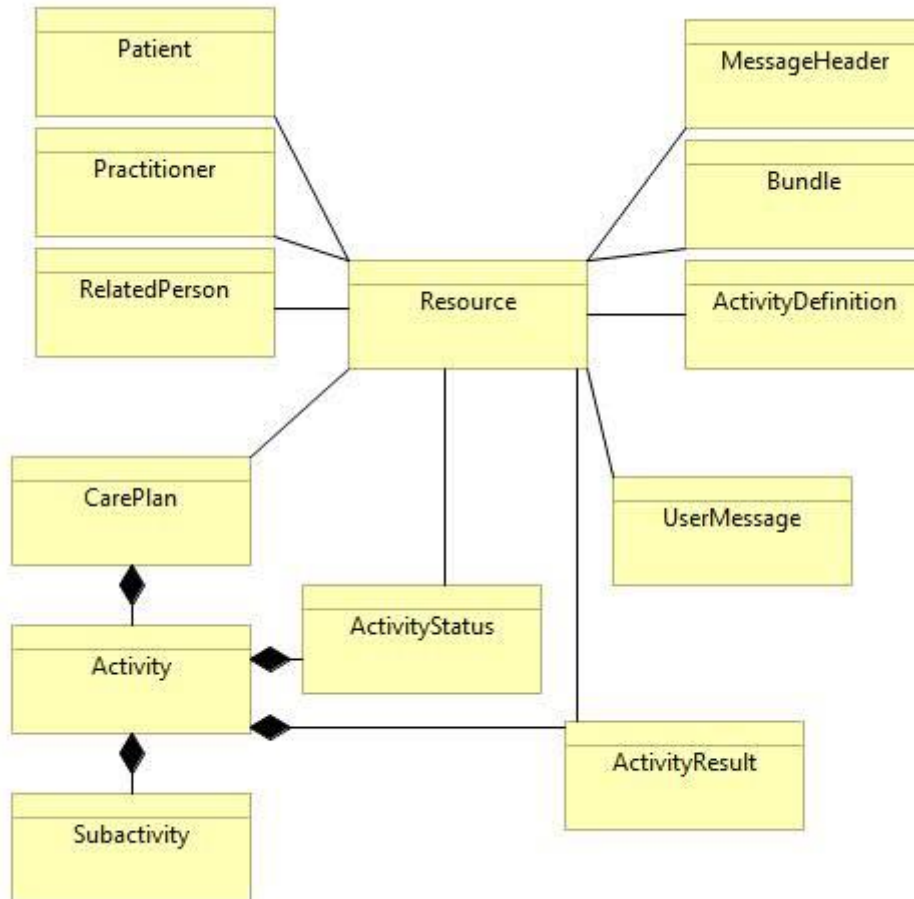 Patient
MessageHeader
Practitioner
Bundle
RelatedPerson
Resource
ActivityDefinition
CarePlan
UserMessage
ActivityStatus
Activity
ActivityResult
Subactivity